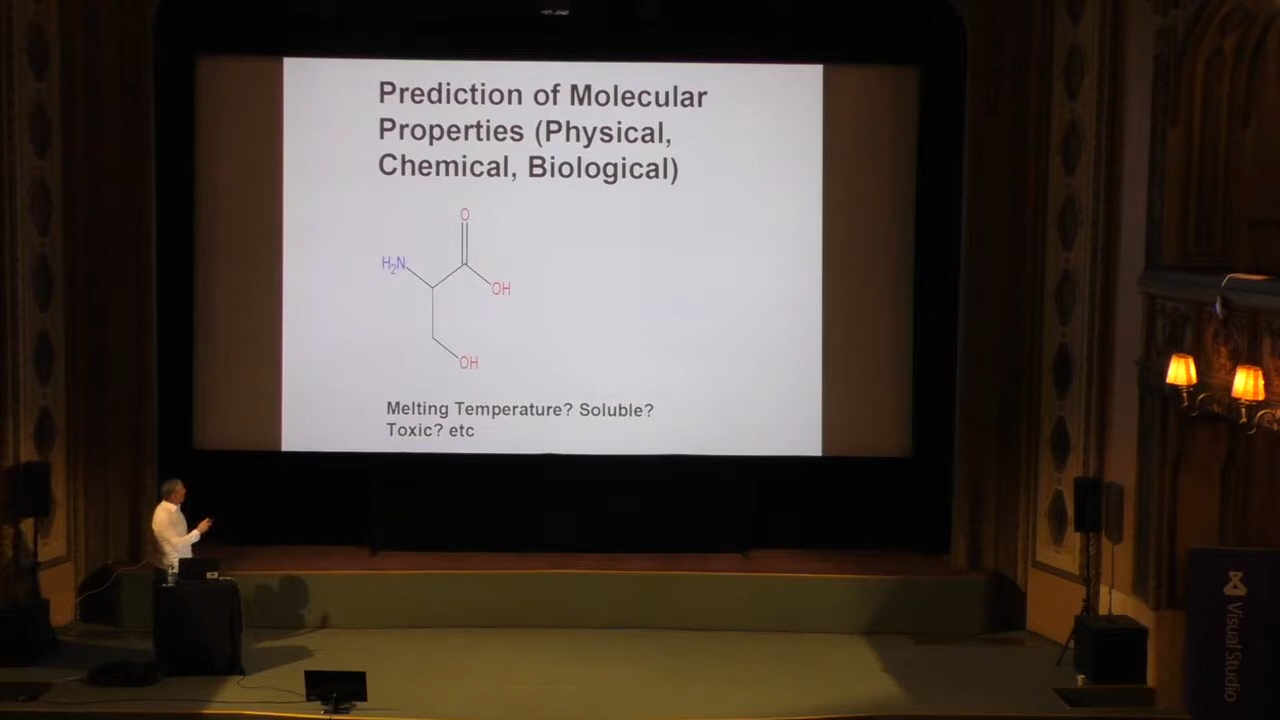 Prediction of Molecular
Properties (Physical,
Chemical, Biological)
O
H₂N
OH
OH
Melting Temperature? Soluble?
Toxic? etc
Visual Studio